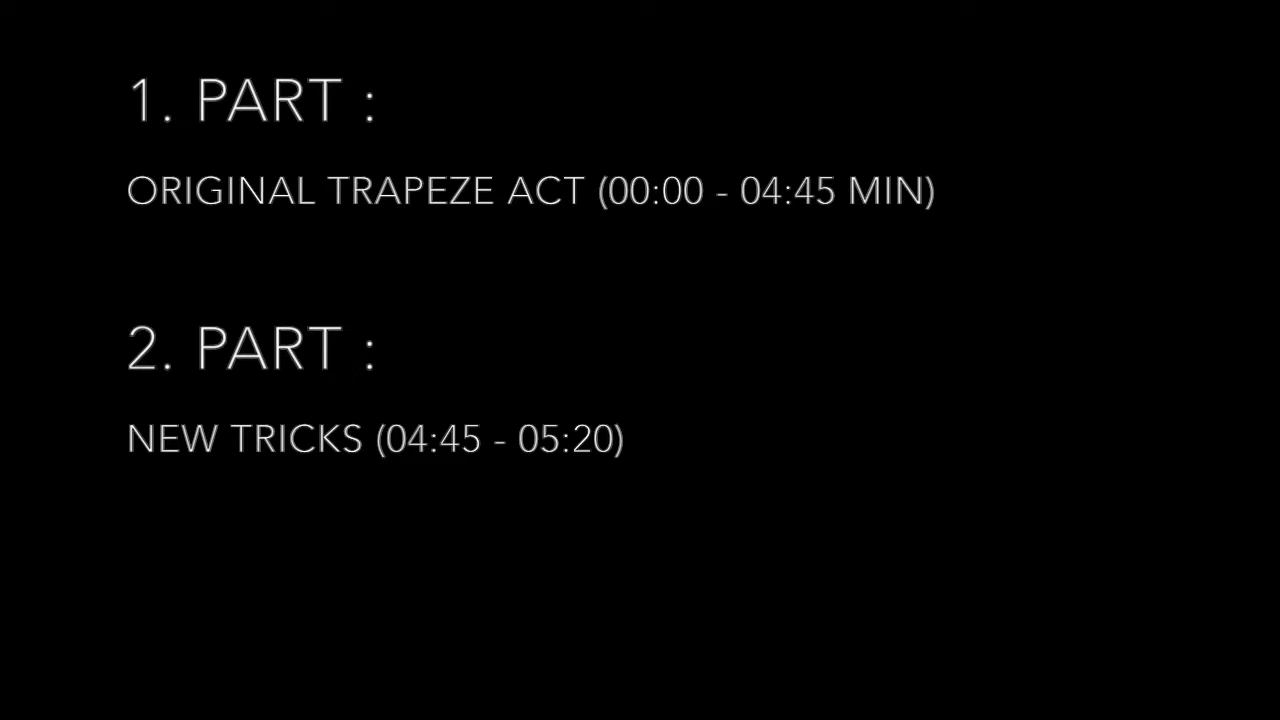 1. PART :
ORIGINAL TRAPEZE ACT (00:00 - 04:45 MIN)
2. PART :
NEW TRICKS (04:45 - 05:20)